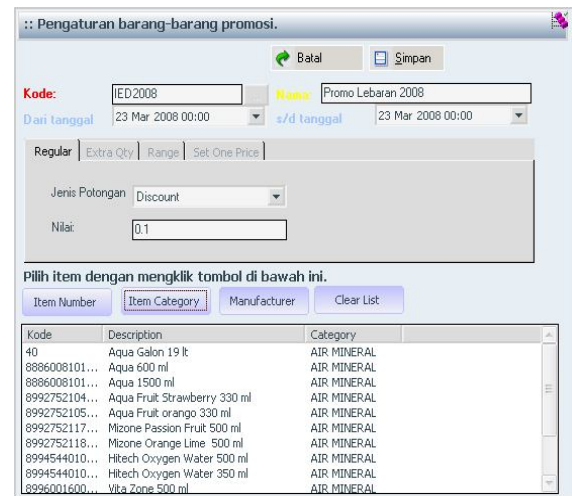 :: Pengaturan barang-barang promosi.
Batal Simpan
Kode: IED2008 Nama: Promo Lebaran 2008
Dari tanggal 23 Mar 2008 00:00 s/d tanggal 23 Mar 2008 00:00
Regular Extra Qty Range Set One Price
Jenis Potongan Discount
Nilai: 0.1
Pilih item dengan mengklik tombol di bawah ini.
Item Number Item Category Manufacturer Clear List
Kode Description Category
40 Aqua Galon 19 lt AIR MINERAL
8886008101... Aqua 600 ml AIR MINERAL
8886008101... Aqua 1500 ml AIR MINERAL
8992752104... Aqua Fruit Strawberry 330 ml AIR MINERAL
8992752105... Aqua Fruit orango 330 ml AIR MINERAL
8992752117... Mizone Passion Fruit 500 ml AIR MINERAL
8992752118... Mizone Orange Lime 500 ml AIR MINERAL
8994544010... Hitech Oxygen Water 500 ml AIR MINERAL
8994544010... Hitech Oxygen Water 350 ml AIR MINERAL
8996001600... Vita Zone 500 ml AIR MINERAL